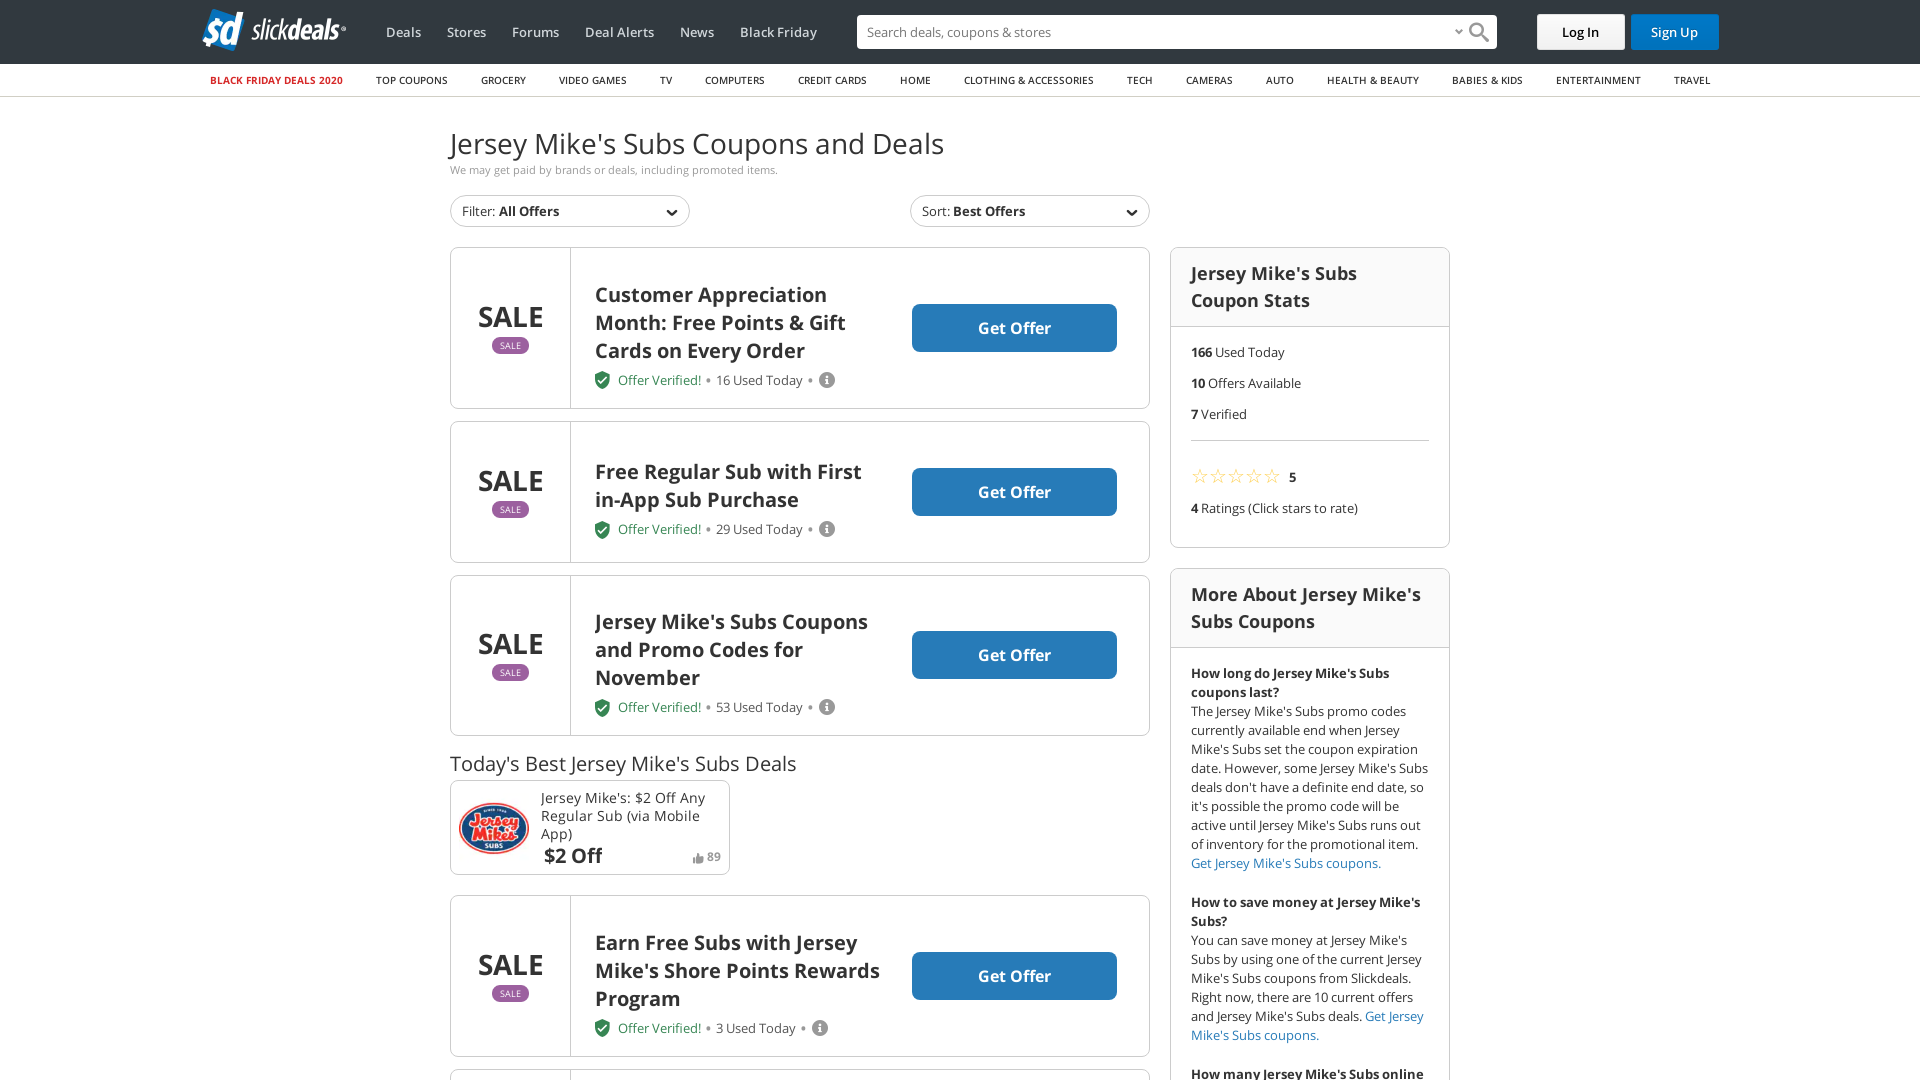 sd slickdeals
Deals
Stores
Forums
Deal Alerts
News
Black Friday
Search deals, coupons & stores
Log In
Sign Up
BLACK FRIDAY DEALS 2020
TOP COUPONS
GROCERY
VIDEO GAMES
TV
COMPUTERS
CREDIT CARDS
HOME
CLOTHING & ACCESSORIES
TECH
CAMERAS
AUTO
HEALTH & BEAUTY
BABIES & KIDS
ENTERTAINMENT
TRAVEL
Jersey Mike's Subs Coupons and Deals
We may get paid by brands or deals, including promoted items.
Filter: All Offers
Sort: Best Offers
SALE
SALE
Customer Appreciation
Month: Free Points & Gift
Cards on Every Order
Offer Verified! • 16 Used Today •
Get Offer
SALE
SALE
Free Regular Sub with First
in-App Sub Purchase
Offer Verified! • 29 Used Today •
Get Offer
SALE
SALE
Jersey Mike's Subs Coupons
and Promo Codes for
November
Offer Verified! • 53 Used Today •
Get Offer
Today's Best Jersey Mike's Subs Deals
SINCE 1956
Jersey
Mike's
SUBS
Jersey Mike's: $2 Off Any
Regular Sub (via Mobile
App)
$2 Off
89
SALE
SALE
Earn Free Subs with Jersey
Mike's Shore Points Rewards
Program
Offer Verified! • 3 Used Today •
Get Offer
Jersey Mike's Subs
Coupon Stats
166 Used Today
10 Offers Available
7 Verified
☆☆☆☆☆ 5
4 Ratings (Click stars to rate)
More About Jersey Mike's
Subs Coupons
How long do Jersey Mike's Subs
coupons last?
The Jersey Mike's Subs promo codes
currently available end when Jersey
Mike's Subs set the coupon expiration
date. However, some Jersey Mike's Subs
deals don't have a definite end date, so
it's possible the promo code will be
active until Jersey Mike's Subs runs out
of inventory for the promotional item.
Get Jersey Mike's Subs coupons.
How to save money at Jersey Mike's
Subs?
You can save money at Jersey Mike's
Subs by using one of the current Jersey
Mike's Subs coupons from Slickdeals.
Right now, there are 10 current offers
and Jersey Mike's Subs deals. Get Jersey
Mike's Subs coupons.
How many Jersey Mike's Subs online